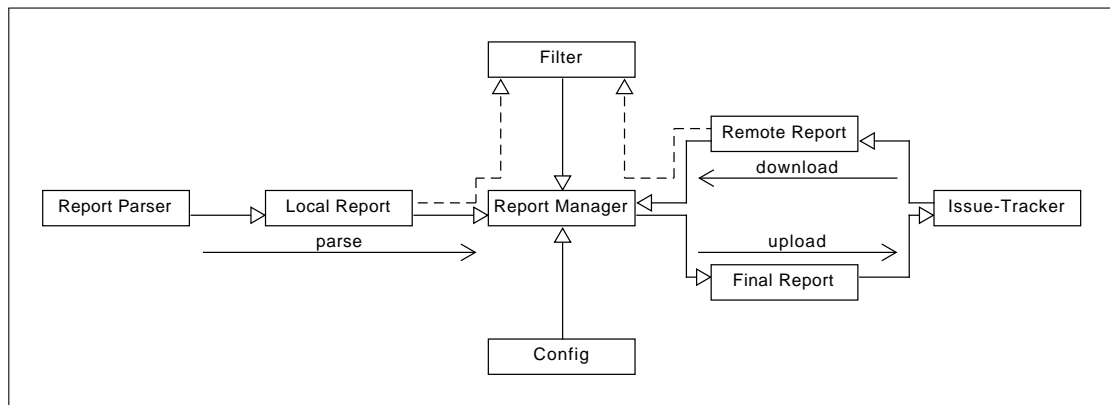 Filter
Remote Report
download
Report Parser
Local Report
Report Manager
Issue-Tracker
parse
upload
Final Report
Config